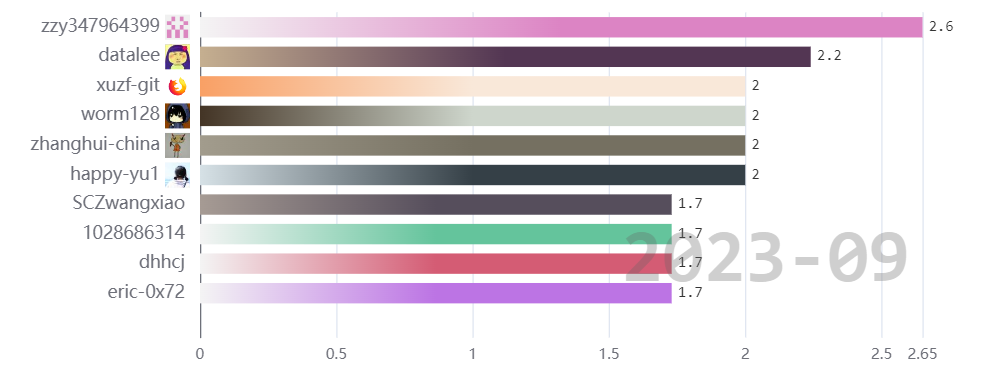 zzy347964399 2.6
datalee 2.2
xuzf-git 2
worm128 2
zhanghui-china 2
happy-yu1 2
SCZwangxiao 1.7
1028686314 1.7
dhhcj 1.7
eric-0x72 1.7
2023-09
0 0.5 1 1.5 2 2.5 2.65